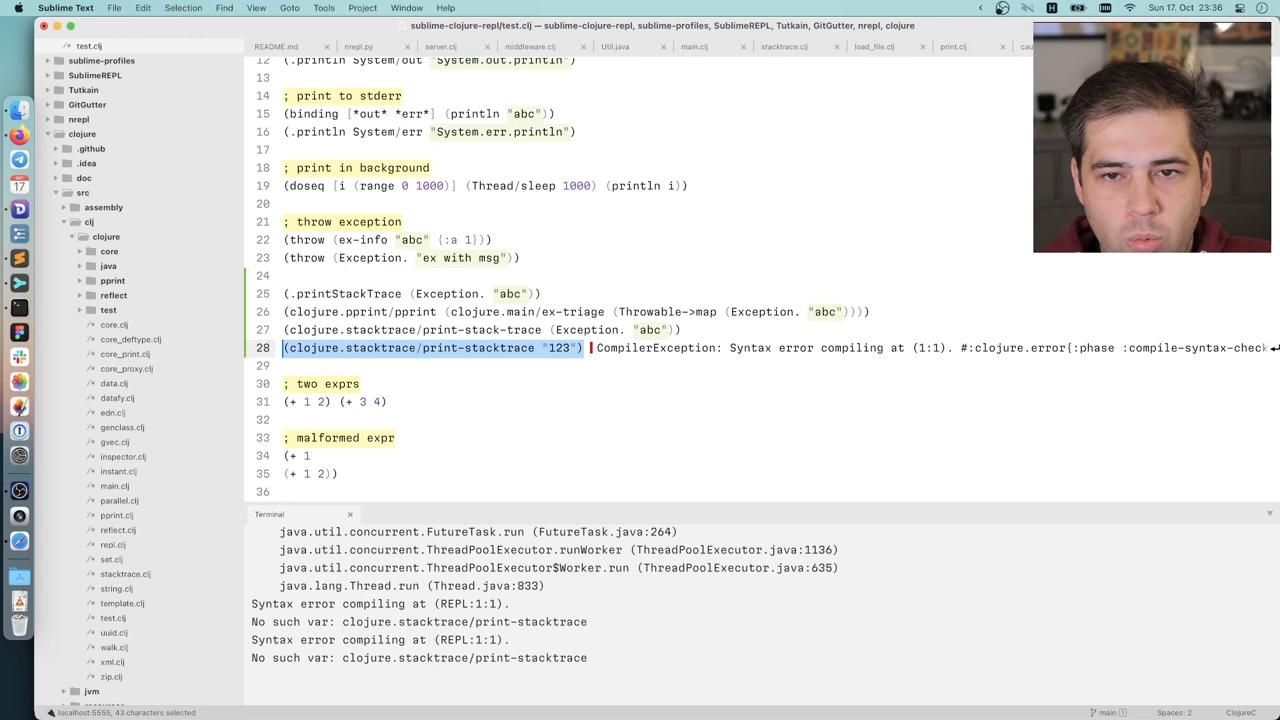 Sublime Text File Edit Selection Find View Goto Tools Project Window Help
Sun 17. Oct 23:36
sublime-clojure-repl/test.clj — sublime-clojure-repl, sublime-profiles, SublimeREPL, Tutkain, GitGutter, nrepl, clojure
test.clj
README.md nrepl.py server.clj middleware.clj Util.java main.clj stacktrace.clj load_file.clj print.clj
sublime-profiles
SublimeREPL
Tutkain
GitGutter
nrepl
clojure
.github
.idea
doc
src
assembly
clj
clojure
core
java
pprint
reflect
test
core.clj
core_deftype.clj
core_print.clj
core_proxy.clj
data.clj
datafy.clj
edn.clj
genclass.clj
gvec.clj
inspector.clj
instant.clj
main.clj
parallel.clj
pprint.clj
reflect.clj
repl.clj
set.clj
stacktrace.clj
string.clj
template.clj
test.clj
uuid.clj
walk.clj
xml.clj
zip.clj
jvm
12 (.println System/out "System.out.println")
13
14 ; print to stderr
15 (binding [*out* *err*] (println "abc"))
16 (.println System/err "System.err.println")
17
18 ; print in background
19 (doseq [i (range 0 1000)] (Thread/sleep 1000) (println i))
20
21 ; throw exception
22 (throw (ex-info "abc" {:a 1}))
23 (throw (Exception. "ex with msg"))
24
25 (.printStackTrace (Exception. "abc"))
26 (clojure.pprint/pprint (clojure.main/ex-triage (Throwable->map (Exception. "abc"))))
27 (clojure.stacktrace/print-stack-trace (Exception. "abc"))
28 (clojure.stacktrace/print-stacktrace "123") CompilerException: Syntax error compiling at (1:1). #:clojure.error{:phase :compile-syntax-check
29
30 ; two exprs
31 (+ 1 2) (+ 3 4)
32
33 ; malformed expr
34 (+ 1
35 (+ 1 2))
36
Terminal
java.util.concurrent.FutureTask.run (FutureTask.java:264)
java.util.concurrent.ThreadPoolExecutor.runWorker (ThreadPoolExecutor.java:1136)
java.util.concurrent.ThreadPoolExecutor$Worker.run (ThreadPoolExecutor.java:635)
java.lang.Thread.run (Thread.java:833)
Syntax error compiling at (REPL:1:1).
No such var: clojure.stacktrace/print-stacktrace
Syntax error compiling at (REPL:1:1).
No such var: clojure.stacktrace/print-stacktrace
localhost:5555, 43 characters selected
main 1 Spaces: 2 ClojureC